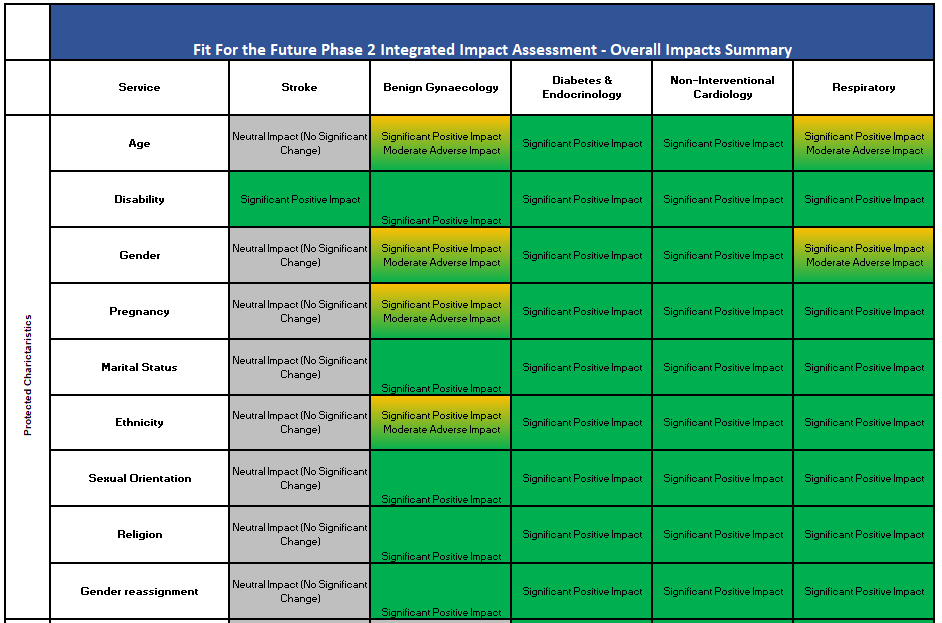 Fit For the Future Phase 2 Integrated Impact Assessment - Overall Impacts Summary
Service
Stroke
Benign Gynaecology
Diabetes &
Endocrinology
Non-Interventional
Cardiology
Respiratory
Protected Charictaristics
Age
Neutral Impact (No Significant
Change)
Significant Positive Impact
Moderate Adverse Impact
Significant Positive Impact
Significant Positive Impact
Significant Positive Impact
Moderate Adverse Impact
Disability
Significant Positive Impact
Significant Positive Impact
Significant Positive Impact
Significant Positive Impact
Significant Positive Impact
Gender
Neutral Impact (No Significant
Change)
Significant Positive Impact
Moderate Adverse Impact
Significant Positive Impact
Significant Positive Impact
Significant Positive Impact
Moderate Adverse Impact
Pregnancy
Neutral Impact (No Significant
Change)
Significant Positive Impact
Moderate Adverse Impact
Significant Positive Impact
Significant Positive Impact
Significant Positive Impact
Marital Status
Neutral Impact (No Significant
Change)
Significant Positive Impact
Significant Positive Impact
Significant Positive Impact
Significant Positive Impact
Ethnicity
Neutral Impact (No Significant
Change)
Significant Positive Impact
Moderate Adverse Impact
Significant Positive Impact
Significant Positive Impact
Significant Positive Impact
Sexual Orientation
Neutral Impact (No Significant
Change)
Significant Positive Impact
Significant Positive Impact
Significant Positive Impact
Significant Positive Impact
Religion
Neutral Impact (No Significant
Change)
Significant Positive Impact
Significant Positive Impact
Significant Positive Impact
Significant Positive Impact
Gender reassignment
Neutral Impact (No Significant
Change)
Significant Positive Impact
Significant Positive Impact
Significant Positive Impact
Significant Positive Impact